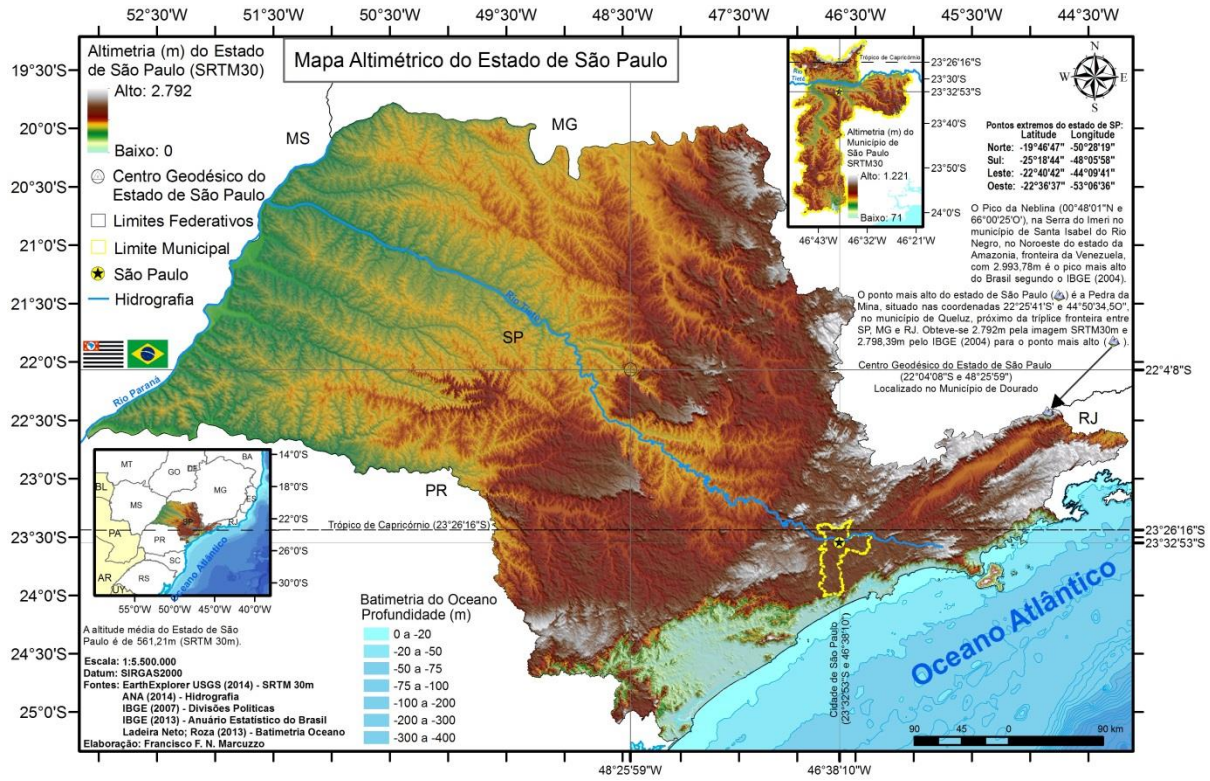 52°30'W 51°30'W 50°30'W 49°30'W 48°30'W 47°30'W 46°30'W 45°30'W 44°30'W
Mapa Altimétrico do Estado de São Paulo
Altimetria (m) do Estado
de São Paulo (SRTM30)
Alto: 2.792
Baixo: 0
Centro Geodésico do
Estado de São Paulo
Limites Federativos
Limite Municipal
São Paulo
Hidrografia
19°30'S
20°0'S
20°30'S
21°0'S
21°30'S
22°0'S
22°30'S
23°0'S
23°30'S
24°0'S
24°30'S
25°0'S
MS
MG
SP
PR
RJ
Rio Tietê
Rio Paraná
Trópico de Capricórnio (23°26'16"S)
Oceano Atlântico
Trópico de Capricórnio
Rio
Tietê
Altimetria (m) do
Município de
São Paulo
SRTM30
Alto: 1.221
Baixo: 71
23°26'16"S
23°30'S
23°32'53"S
23°40'S
23°50'S
24°0'S
46°43'W 46°32'W 46°21'W
N
W E
S
Pontos extremos do estado de SP:
Latitude Longitude
Norte: -19°46'47" -50°28'19"
Sul: -25°18'44" -48°05'58"
Leste: -22°40'42" -44°09'41"
Oeste: -22°36'37" -53°06'36"
O Pico da Neblina (00°48'01"N e
66°00'25'O'), na Serra do Imeri no
município de Santa Isabel do Rio
Negro, no Noroeste do estado da
Amazonia, fronteira da Venezuela,
com 2.993,78m é o pico mais alto
do Brasil segundo o IBGE (2004).
O ponto mais alto do estado de São Paulo ( ) é a Pedra da
Mina, situado nas coordenadas 22°25'41'S' e 44°50'34,5O",
no município de Queluz, próximo da tríplice fronteira entre
SP, MG e RJ. Obteve-se 2.792m pela imagem SRTM30m e
2.798,39m pelo IBGE (2004) para o ponto mais alto ( ).
Centro Geodésico do Estado de São Paulo
(22°04'08"S e 48°25'59")
Localizado no Município de Dourado
22°4'8"S
23°26'16"S
23°32'53"S
MT GO DF BA
BL MS MG ES
SP RJ
PA PR
SC
AR RS
UY
Oceano Atlântico
14°0'S
18°0'S
22°0'S
26°0'S
30°0'S
55°0'W 50°0'W 45°0'W 40°0'W
A altitude média do Estado de São
Paulo é de 561,21m (SRTM 30m).
Escala: 1:5.500.000
Datum: SIRGAS2000
Fontes: EarthExplorer USGS (2014) - SRTM 30m
ANA (2014) - Hidrografia
IBGE (2007) - Divisões Politicas
IBGE (2013) - Anuário Estatístico do Brasil
Ladeira Neto; Roza (2013) - Batimetria Oceano
Elaboração: Francisco F. N. Marcuzzo
Batimetria do Oceano
Profundidade (m)
0 a -20
-20 a -50
-50 a -75
-75 a -100
-100 a -200
-200 a -300
-300 a -400
Cidade de São Paulo
(23°32'53"S e 46°38'10")
90 45 0 90 km
48°25'59"W 46°38'10"W